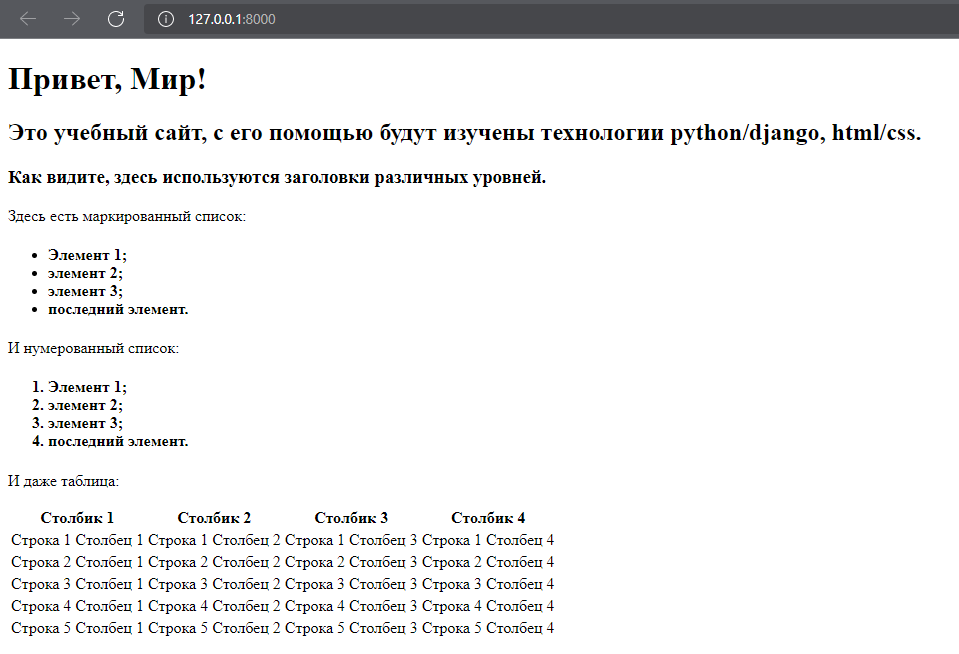 127.0.0.1:8000
Привет, Мир!
Это учебный сайт, с его помощью будут изучены технологии python/django, html/css.
Как видите, здесь используются заголовки различных уровней.
Здесь есть маркированный список:
• Элемент 1;
• элемент 2;
• элемент 3;
• последний элемент.
И нумерованный список:
1. Элемент 1;
2. элемент 2;
3. элемент 3;
4. последний элемент.
И даже таблица:
Столбик 1 Столбик 2 Столбик 3 Столбик 4
Строка 1 Столбец 1 Строка 1 Столбец 2 Строка 1 Столбец 3 Строка 1 Столбец 4
Строка 2 Столбец 1 Строка 2 Столбец 2 Строка 2 Столбец 3 Строка 2 Столбец 4
Строка 3 Столбец 1 Строка 3 Столбец 2 Строка 3 Столбец 3 Строка 3 Столбец 4
Строка 4 Столбец 1 Строка 4 Столбец 2 Строка 4 Столбец 3 Строка 4 Столбец 4
Строка 5 Столбец 1 Строка 5 Столбец 2 Строка 5 Столбец 3 Строка 5 Столбец 4